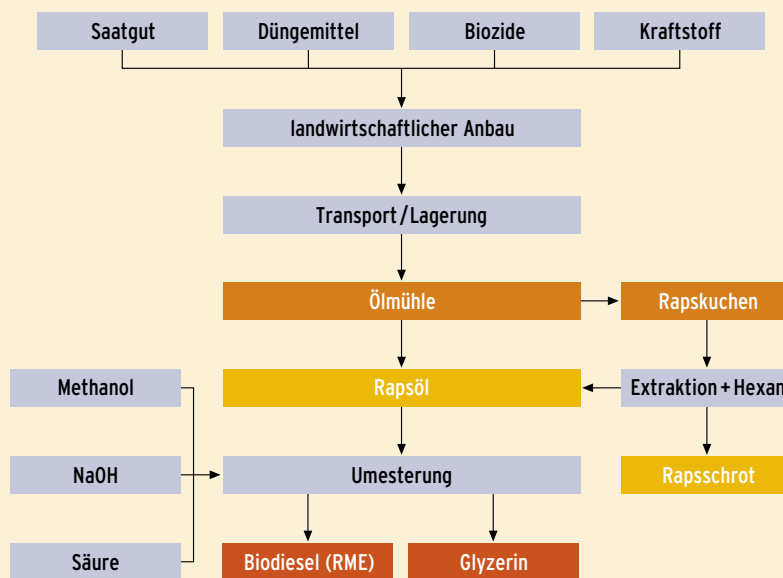 Saatgut
Düngemittel
Biozide
Kraftstoff
landwirtschaftlicher Anbau
Transport/Lagerung
Ölmühle
Rapskuchen
Methanol
Rapsöl
Extraktion + Hexan
NaOH
Umesterung
Rapsschrot
Säure
Biodiesel (RME)
Glyzerin